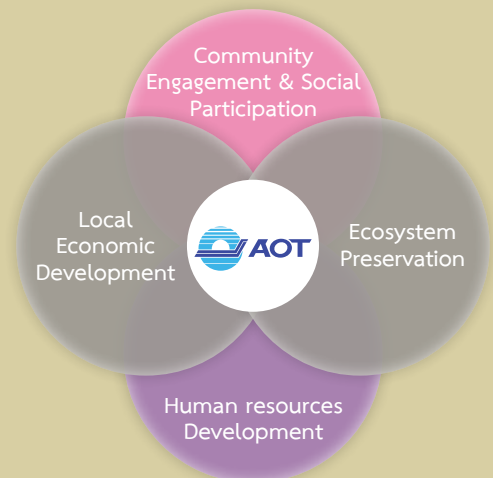 Community
Engagement & Social
Participation
Local
Economic
Development
AOT
Ecosystem
Preservation
Human resources
Development